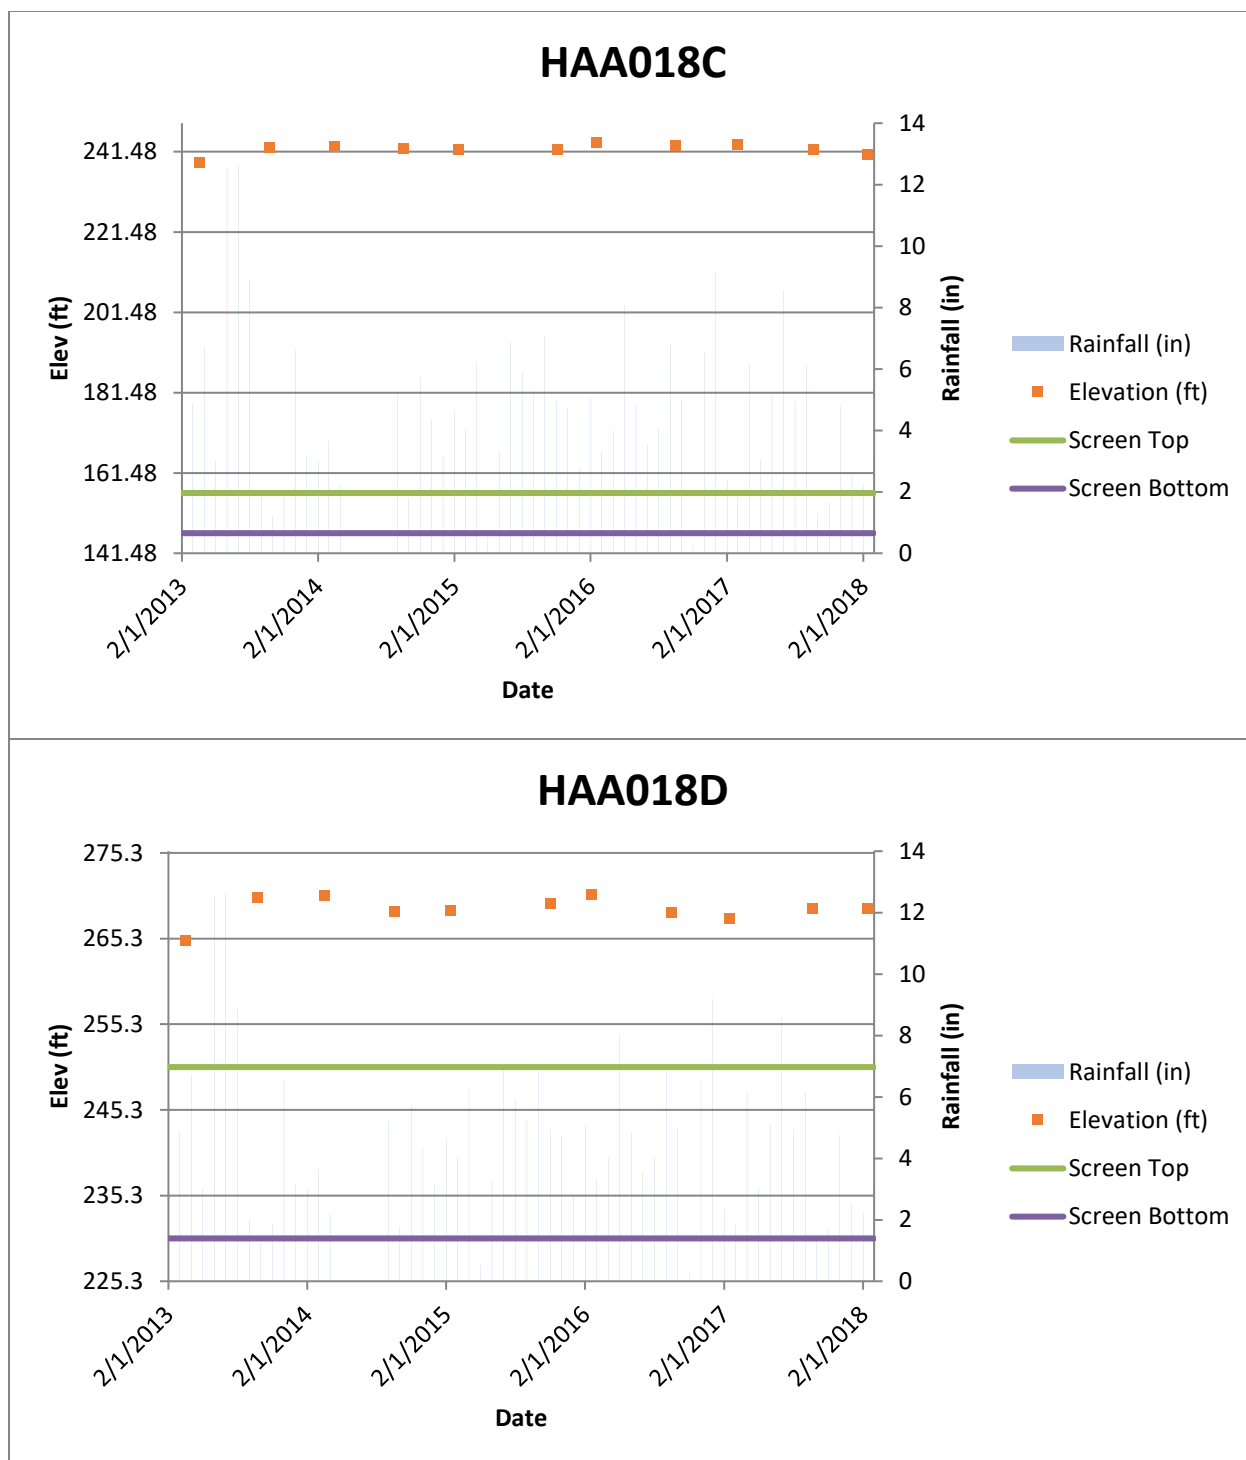 HAA018C
241.48
221.48
201.48
181.48
161.48
141.48
Elev (ft)
14
12
10
8
6
4
2
0
Rainfall (in)
2/1/2013
2/1/2014
2/1/2015
2/1/2016
2/1/2017
2/1/2018
Date
Rainfall (in)
Elevation (ft)
Screen Top
Screen Bottom
HAA018D
275.3
265.3
255.3
245.3
235.3
225.3
Elev (ft)
14
12
10
8
6
4
2
0
Rainfall (in)
2/1/2013
2/1/2014
2/1/2015
2/1/2016
2/1/2017
2/1/2018
Date
Rainfall (in)
Elevation (ft)
Screen Top
Screen Bottom